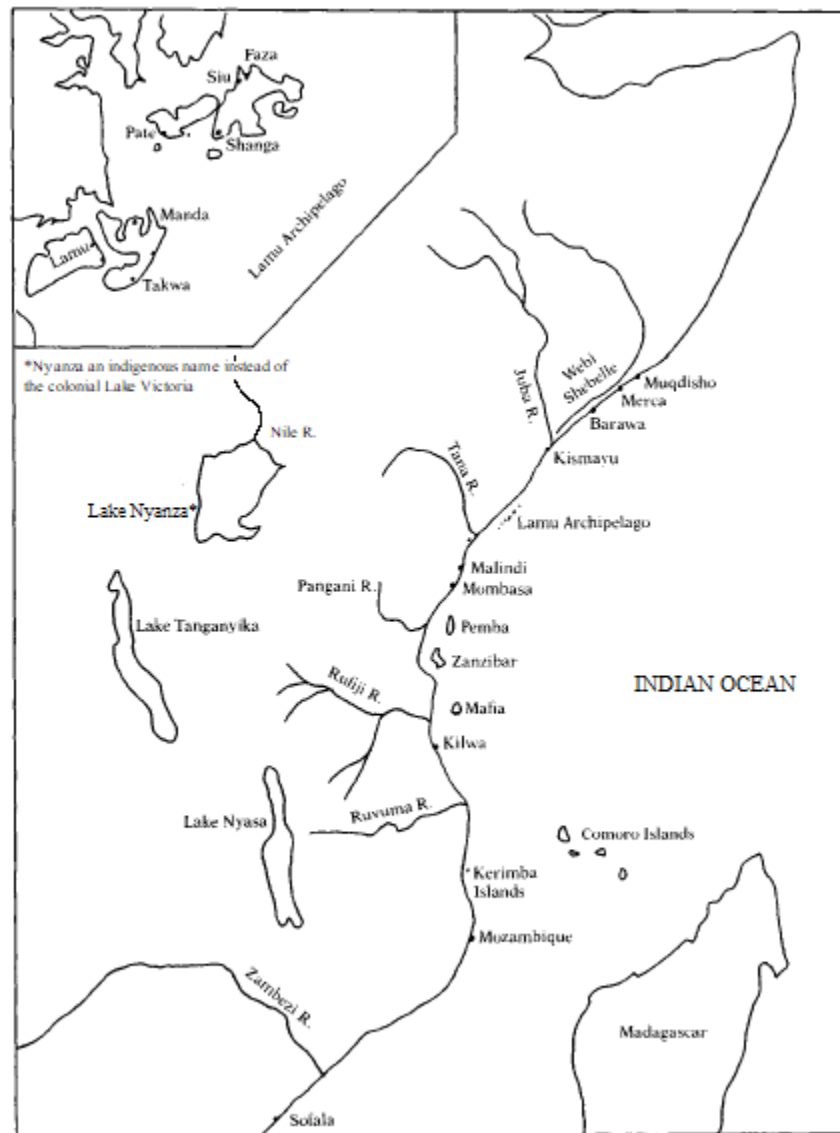 Faza
Siu
Pate
Shanga
Manda
Lamu
Takwa
Lamu Archipelago
*Nyanza an indigenous name instead of
the colonial Lake Victoria
Nile R.
Lake Nyanza*
Juba R.
Webi
Shebelle
Muqdisho
Merca
Barawa
Kismayu
Tana R.
Lamu Archipelago
Malindi
Mombasa
Pangani R.
Pemba
Lake Tanganyika
Zanzibar
Rufiji R.
INDIAN OCEAN
Mafia
Kilwa
Lake Nyasa
Ruvuma R.
Comoro Islands
Kerimba
Islands
Mozambique
Zambezi R.
Madagascar
Sofala